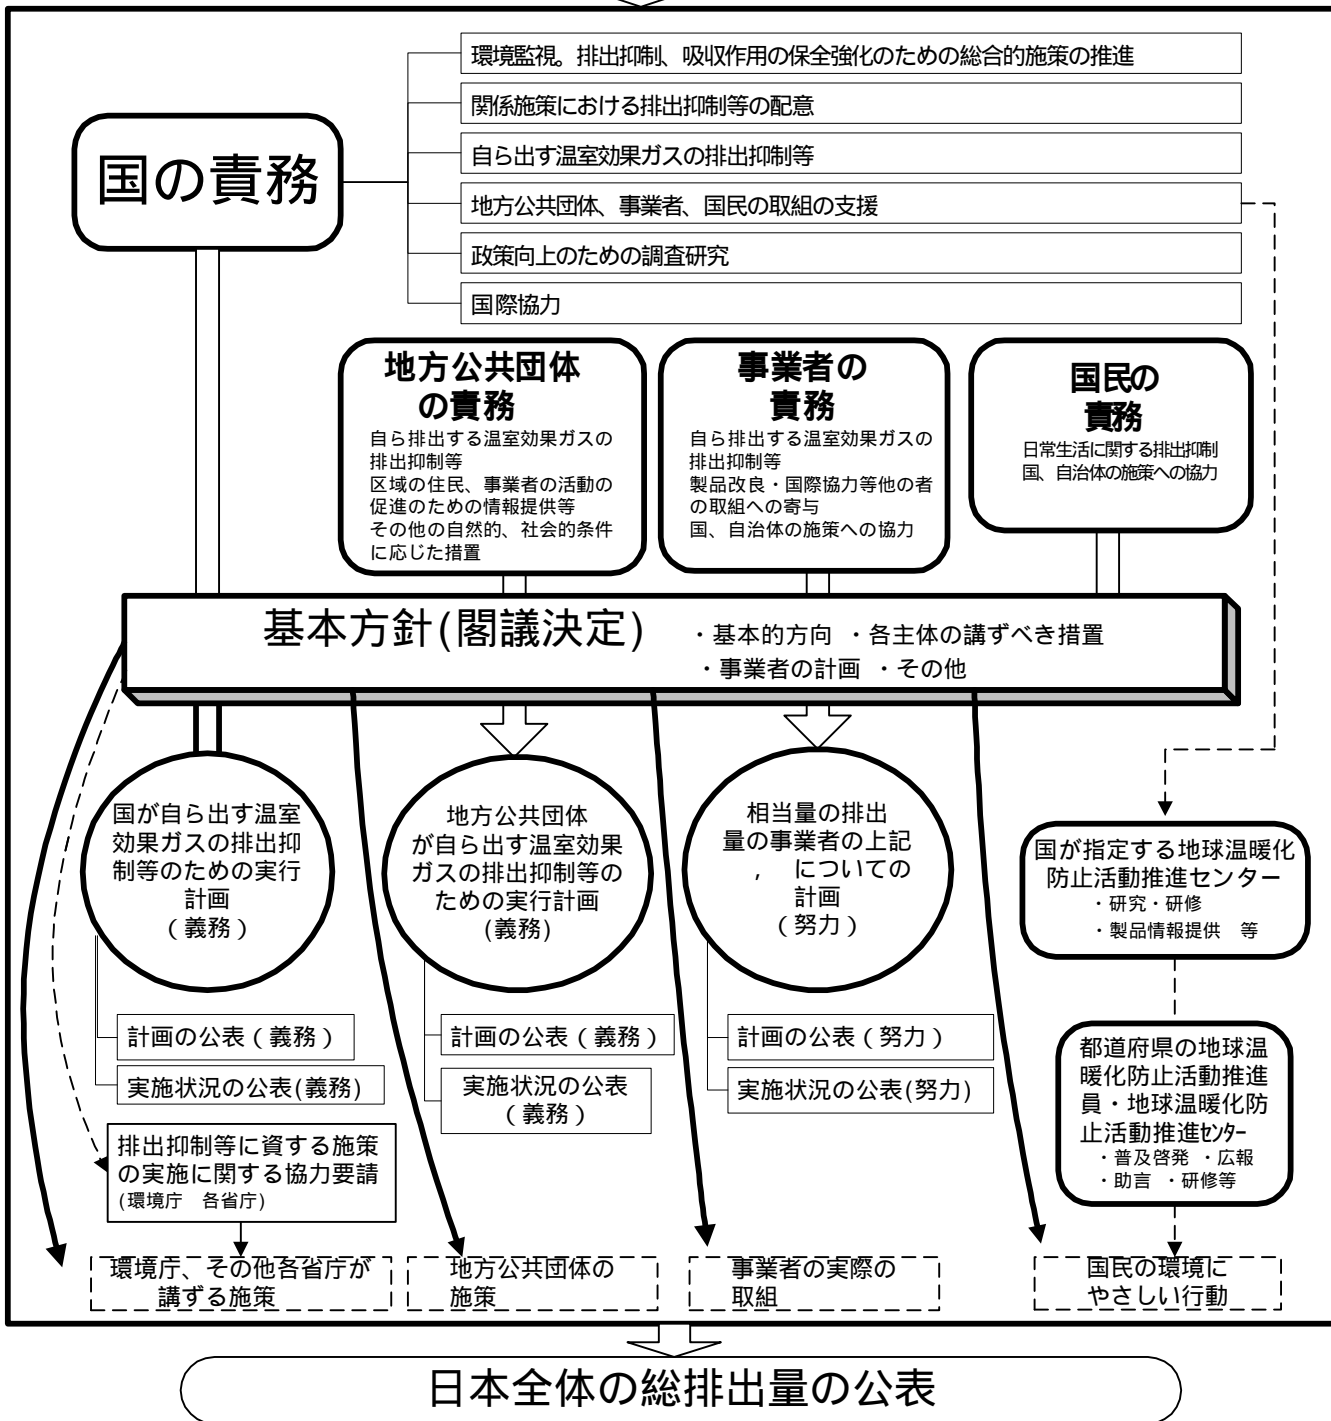 環境監視。排出抑制、吸収作用の保全強化のための総合的施策の推進
関係施策における排出抑制等の配意
国の責務
自ら出す温室効果ガスの排出抑制等
地方公共団体、事業者、国民の取組の支援
政策向上のための調査研究
国際協力
地方公共団体
の責務
自ら排出する温室効果ガスの
排出抑制等
区域の住民、事業者の活動の
促進のための情報提供等
その他の自然的、社会的条件
に応じた措置
事業者の
責務
自ら排出する温室効果ガスの
排出抑制等
製品改良・国際協力等他の者
の取組への寄与
国、自治体の施策への協力
国民の
責務
日常生活に関する排出抑制
国、自治体の施策への協力
基本方針(閣議決定)
・基本的方向 ・各主体の講ずべき措置
・事業者の計画 ・その他
国が自ら出す温室
効果ガスの排出抑
制等のための実行
計画
(義務)
計画の公表(義務)
実施状況の公表(義務)
地方公共団体
が自ら出す温室効果
ガスの排出抑制等の
ための実行計画
(義務)
計画の公表(義務)
実施状況の公表
(義務)
相当量の排出
量の事業者の上記
, についての
計画
(努力)
計画の公表(努力)
実施状況の公表(努力)
国が指定する地球温暖化
防止活動推進センター
・研究・研修
・製品情報提供 等
都道府県の地球温
暖化防止活動推進
員・地球温暖化防
止活動推進ｾﾝﾀｰ
・普及啓発 ・広報
・助言 ・研修等
排出抑制等に資する施策
の実施に関する協力要請
(環境庁 各省庁)
環境庁、その他各省庁が
講ずる施策
地方公共団体の
施策
事業者の実際の
取組
国民の環境に
やさしい行動
日本全体の総排出量の公表